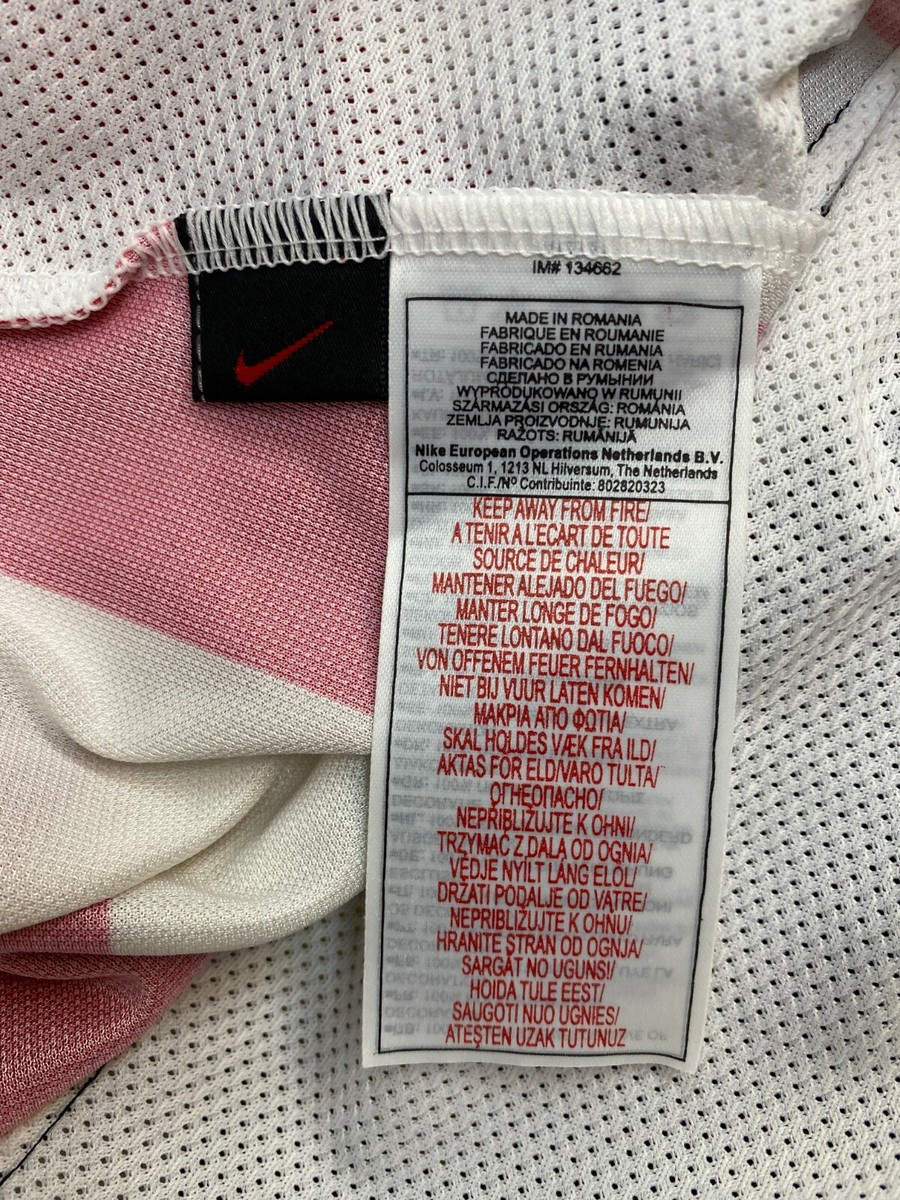 IM# 134662
MADE IN ROMANIA
FABRIQUE EN ROUMANIE
FABRICADO EN RUMANIA
FABRICADO NA ROMENIA
СДЕЛАНО В РУМЫНИИ
WYPRODUKOWANO W RUMUNII
SZÁRMAZÁSI ORSZÁG: ROMÁNIA
ZEMLJA PROIZVODNJE: RUMUNIJA
RAŽOTS: RUMĀNIJĀ
Nike European Operations Netherlands B.V.
Colosseum 1, 1213 NL Hilversum, The Netherlands
C.I.F./Nº Contribuinte: 802820323
KEEP AWAY FROM FIRE/
A TENIR A L'ECART DE TOUTE
SOURCE DE CHALEUR/
MANTENER ALEJADO DEL FUEGO/
MANTER LONGE DE FOGO/
TENERE LONTANO DAL FUOCO/
VON OFFENEM FEUER FERNHALTEN/
NIET BIJ VUUR LATEN KOMEN/
ΜΑΚΡΙΑ ΑΠΟ ΦΩΤΙΑ/
SKAL HOLDES VÆK FRA ILD/
AKTAS FÖR ELD/VARO TULTA/
ОГНЕОПАСНО/
NEPŘIBLIŽUJTE K OHNI/
TRZYMAĆ Z DALA OD OGNIA/
VÉDJE NYÍLT LÁNG ELŐL/
DRŽATI PODALJE OD VATRE/
NEPRIBLIŽUJTE K OHŇU/
HRANITE STRAN OD OGNJA/
SARGĀT NO UGUNS!/
HOIDA TULE EEST/
SAUGOTI NUO UGNIES/
ATEŞTEN UZAK TUTUNUZ